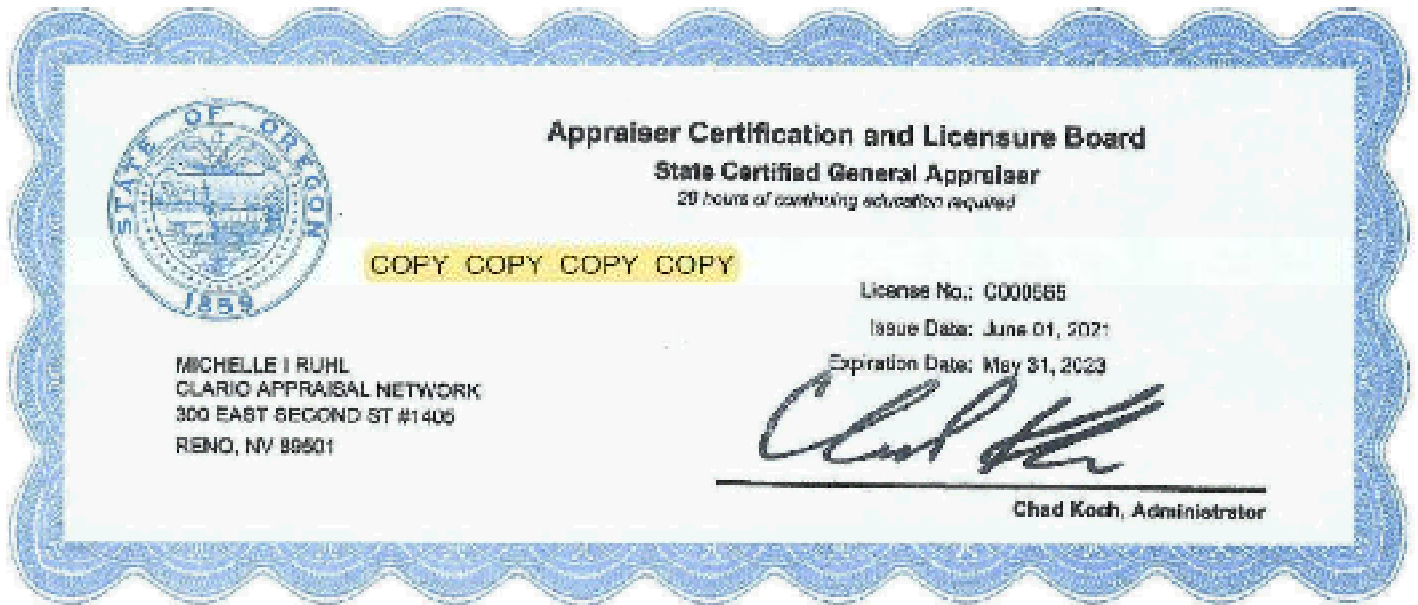 STATE OF OREGON
1859
Appraiser Certification and Licensure Board
State Certified General Appraiser
28 hours of continuing education required
COPY COPY COPY COPY
License No.: C000565
Issue Date: June 01, 2021
Expiration Date: May 31, 2023
MICHELLE I RUHL
CLARIO APPRAISAL NETWORK
300 EAST SECOND ST #1405
RENO, NV 89501
Chad Koch, Administrator